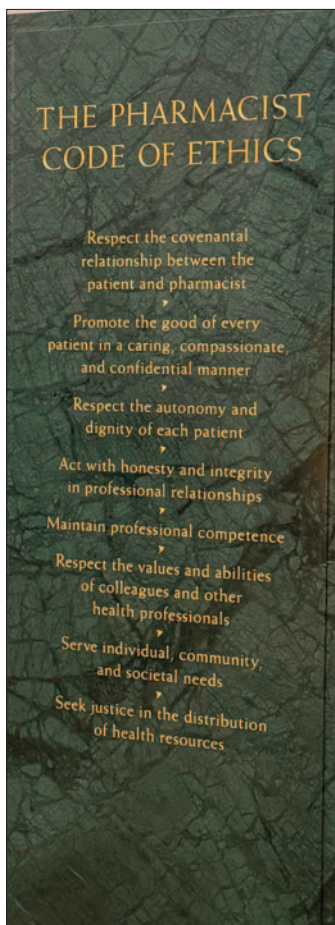 THE PHARMACIST
CODE OF ETHICS
Respect the covenantal
relationship between the
patient and pharmacist
Promote the good of every
patient in a caring, compassionate,
and confidential manner
Respect the autonomy and
dignity of each patient
Act with honesty and integrity
in professional relationships
Maintain professional competence
Respect the values and abilities
of colleagues and other
health professionals
Serve individual, community,
and societal needs
Seek justice in the distribution
of health resources